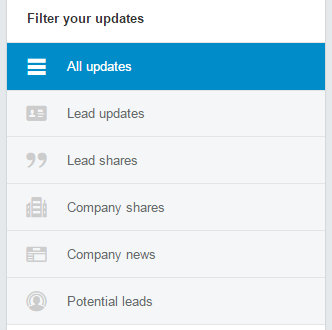 Filter your updates
All updates
Lead updates
Lead shares
Company shares
Company news
Potential leads